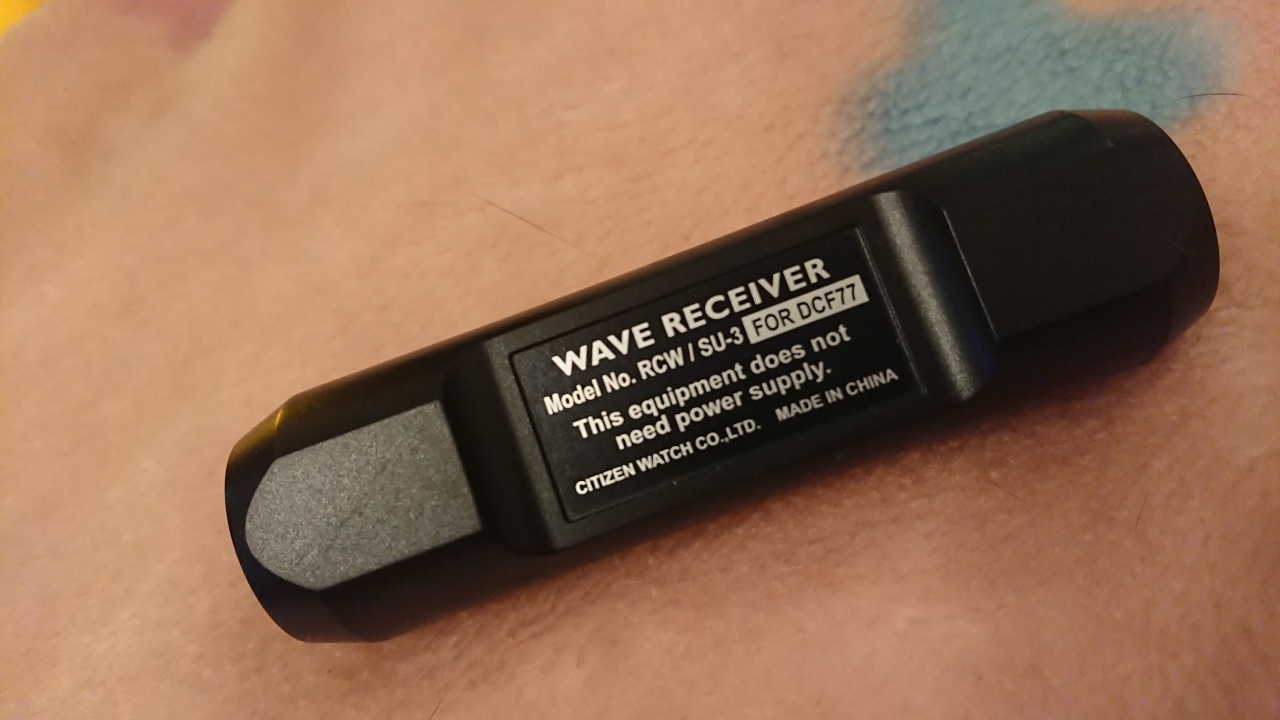 WAVE RECEIVER
Model No. RCW / SU-3 FOR DCF77
This equipment does not
need power supply.
CITIZEN WATCH CO.,LTD. MADE IN CHINA